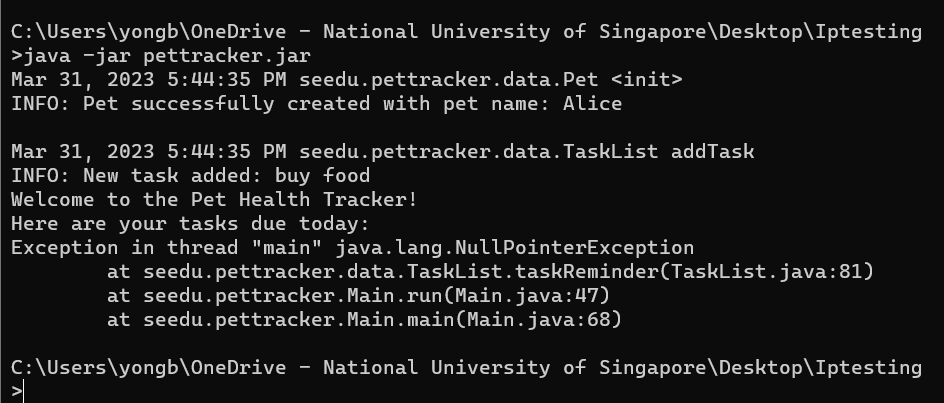 C:\Users\yongb\OneDrive - National University of Singapore\Desktop\Iptesting
>java -jar pettracker.jar
Mar 31, 2023 5:44:35 PM seedu.pettracker.data.Pet <init>
INFO: Pet successfully created with pet name: Alice
Mar 31, 2023 5:44:35 PM seedu.pettracker.data.TaskList addTask
INFO: New task added: buy food
Welcome to the Pet Health Tracker!
Here are your tasks due today:
Exception in thread "main" java.lang.NullPointerException
        at seedu.pettracker.data.TaskList.taskReminder(TaskList.java:81)
        at seedu.pettracker.Main.run(Main.java:47)
        at seedu.pettracker.Main.main(Main.java:68)
C:\Users\yongb\OneDrive - National University of Singapore\Desktop\Iptesting
>